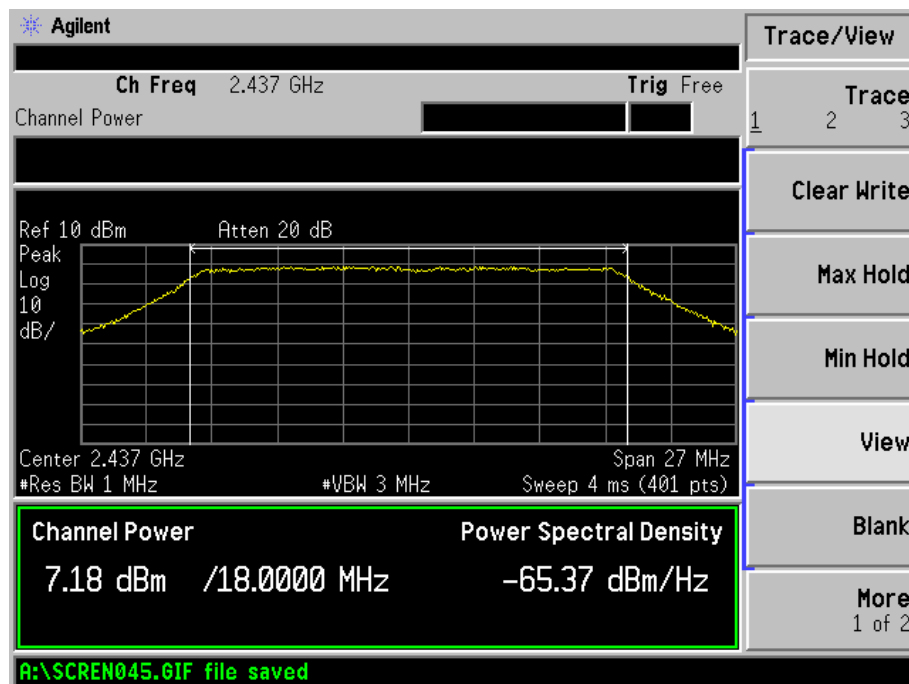 Agilent
Ch Freq 2.437 GHz Trig Free
Channel Power
Ref 10 dBm Atten 20 dB
Peak
Log
10
dB/
Center 2.437 GHz Span 27 MHz
#Res BW 1 MHz #VBW 3 MHz Sweep 4 ms (401 pts)
Channel Power Power Spectral Density
7.18 dBm /18.0000 MHz -65.37 dBm/Hz
A:\SCREN045.GIF file saved
Trace/View
Trace
1 2 3
Clear Write
Max Hold
Min Hold
View
Blank
More
1 of 2